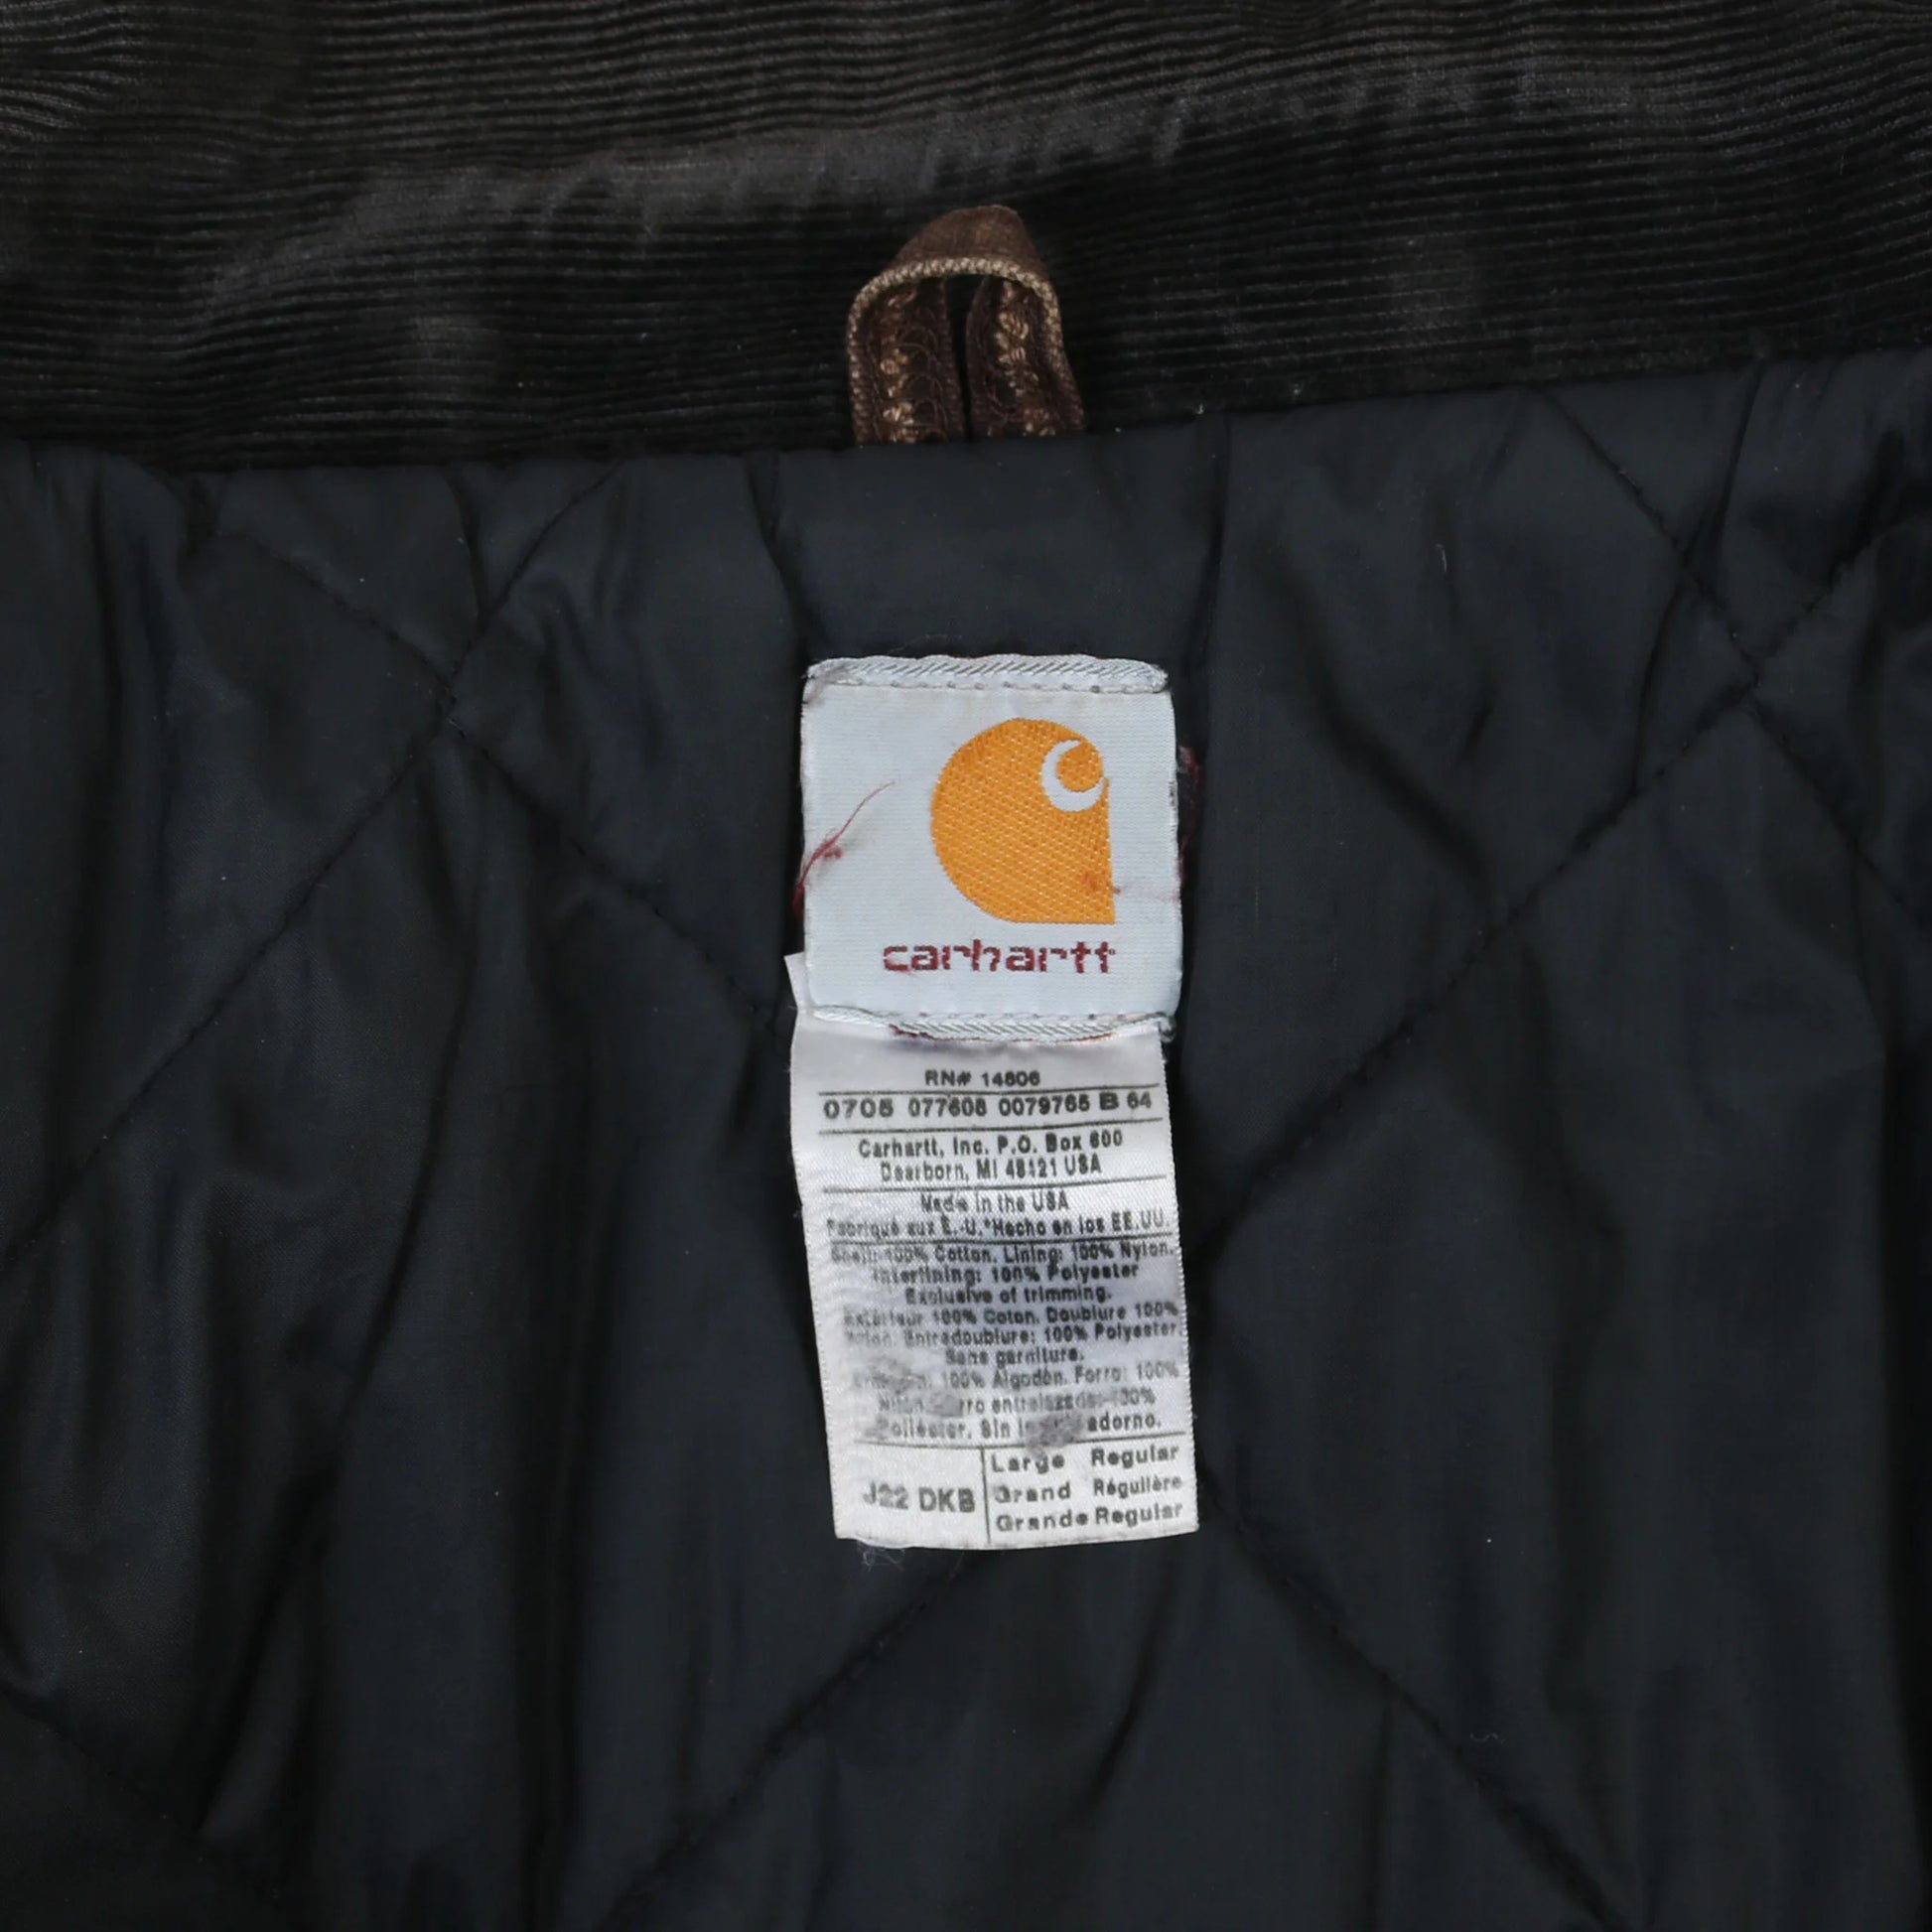 carhartt
RN# 14806
0705 077608 0079765 B 64
Carhartt, Inc. P.O. Box 600
Dearborn, MI 48121 USA
Made in the USA
Fabriqué aux E.-U.*Hecho en los EE.UU.
Shell: 100% Cotton. Lining: 100% Nylon.
Interlining: 100% Polyester
Exclusive of trimming.
Extérieur 100% Coton. Doublure 100%
Entredoublure: 100% Polyester.
Sans garniture.
100% Algodón. Forro: 100%
100%
Poliéster. Sin adorno.
J22 DKB
Large Regular
Grand Régulière
Grande Regular